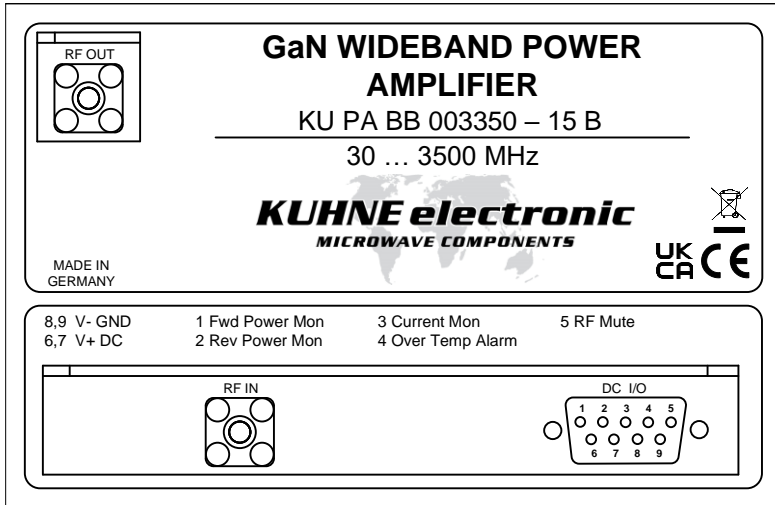 RF OUT
GaN WIDEBAND POWER
AMPLIFIER
KU PA BB 003350 – 15 B
30 … 3500 MHz
KUHNE electronic
MICROWAVE COMPONENTS
MADE IN
GERMANY
UK
CA CE
8,9 V- GND 1 Fwd Power Mon 3 Current Mon 5 RF Mute
6,7 V+ DC 2 Rev Power Mon 4 Over Temp Alarm
RF IN
DC I/O
1 2 3 4 5
6 7 8 9